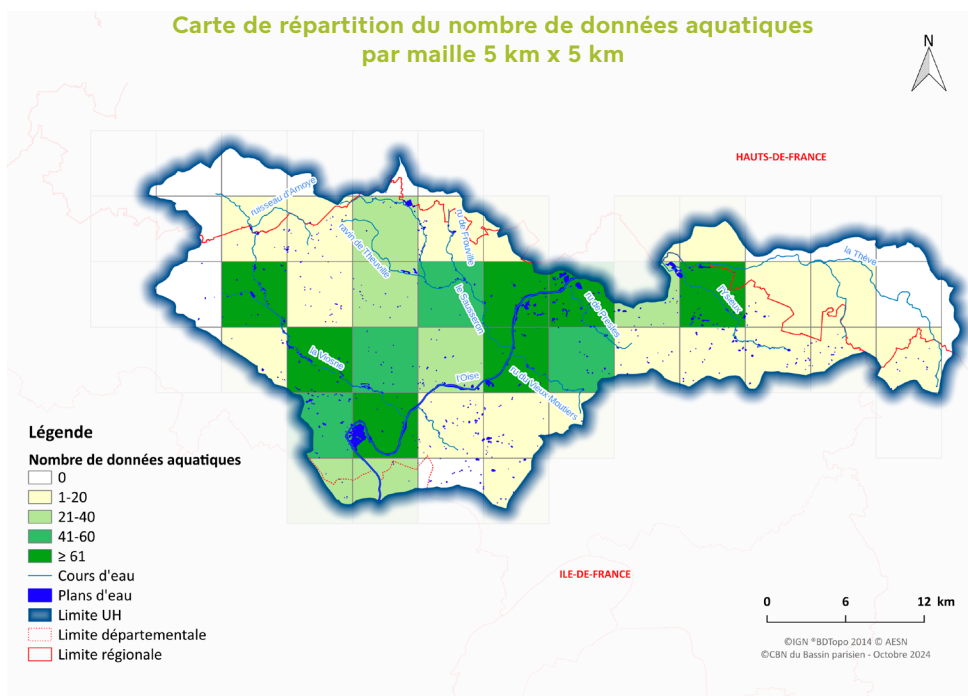 Carte de répartition du nombre de données aquatiques
par maille 5 km x 5 km
N
HAUTS-DE-FRANCE
ruisseau d'Arnoye
ravin de Theuville
ru de Frouville
la Thève
l'Ysieux
le Sausseron
ru de Presles
la Viosne
l'Oise
ru du Vieux-Moutiers
Légende
Nombre de données aquatiques
0
1-20
21-40
41-60
≥ 61
Cours d'eau
Plans d'eau
Limite UH
Limite départementale
Limite régionale
ILE-DE-FRANCE
0 6 12 km
©IGN ®BDTopo 2014 © AESN
©CBN du Bassin parisien - Octobre 2024